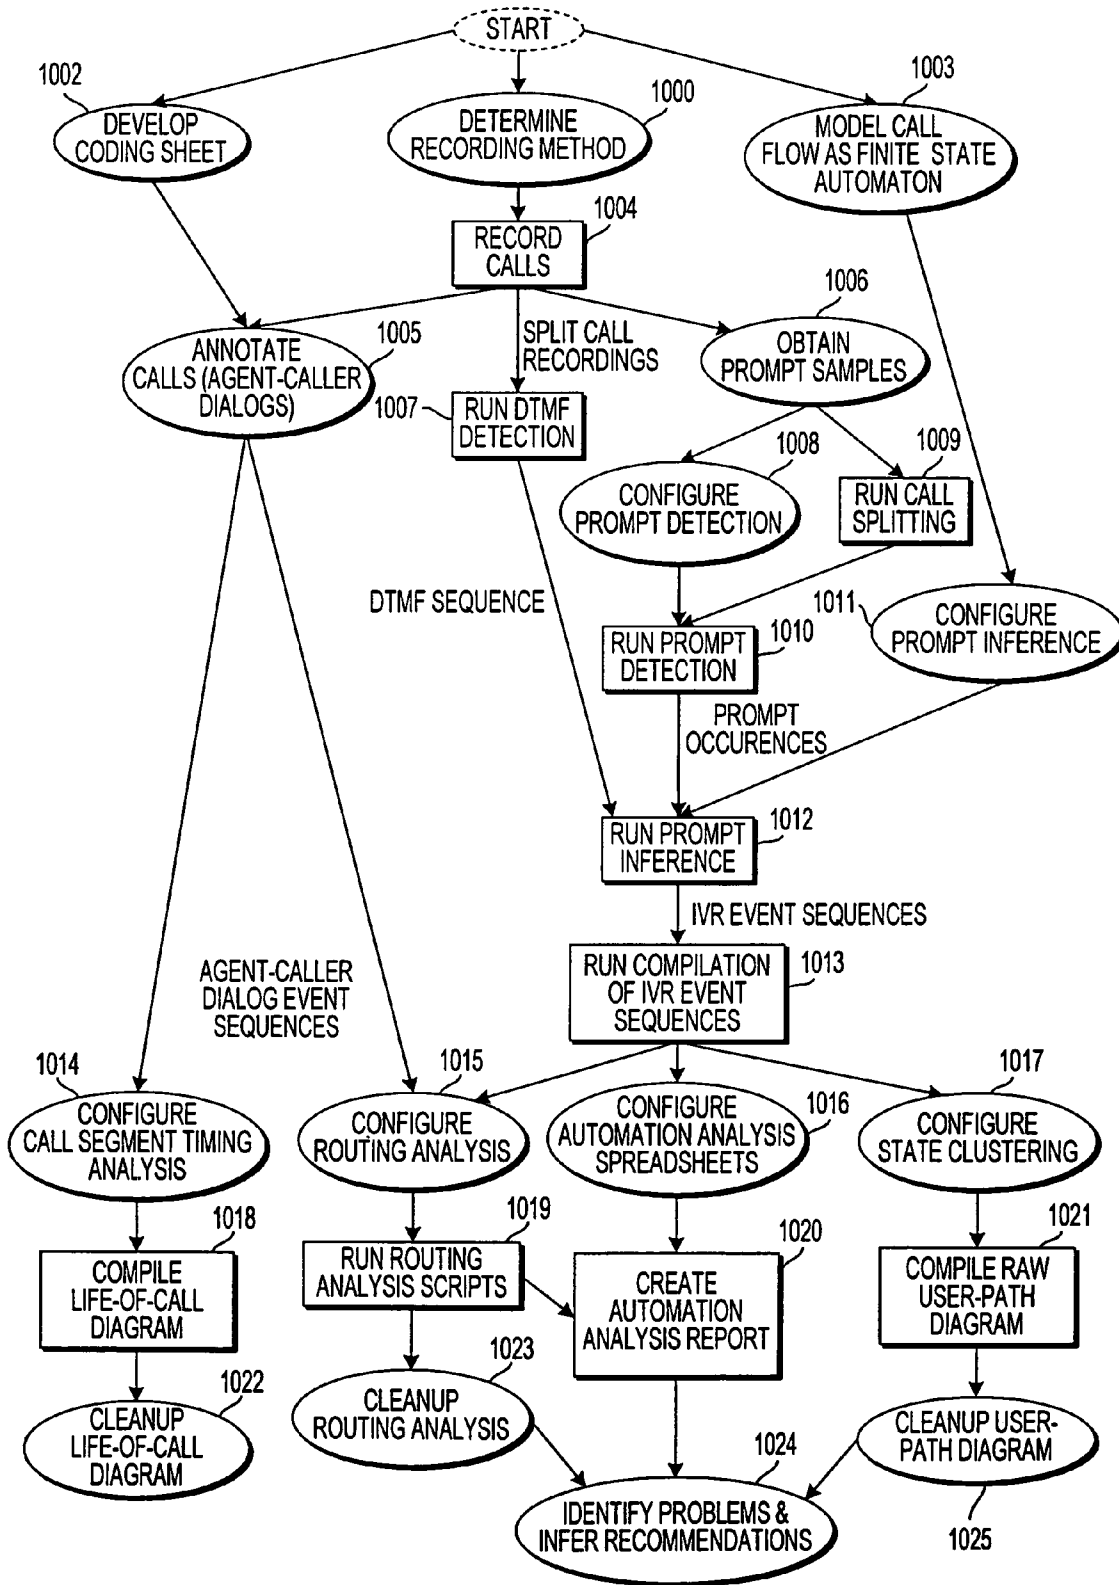 START
1002
1000
1003
DEVELOP
CODING SHEET
DETERMINE
RECORDING METHOD
MODEL CALL
FLOW AS FINITE STATE
AUTOMATON
1004
RECORD
CALLS
1006
1005
SPLIT CALL
RECORDINGS
OBTAIN
PROMPT SAMPLES
ANNOTATE
CALLS (AGENT-CALLER
DIALOGS)
1007
RUN DTMF
DETECTION
1008
1009
CONFIGURE
PROMPT DETECTION
RUN CALL
SPLITTING
DTMF SEQUENCE
1011
CONFIGURE
PROMPT INFERENCE
1010
RUN PROMPT
DETECTION
PROMPT
OCCURENCES
1012
RUN PROMPT
INFERENCE
IVR EVENT SEQUENCES
1013
RUN COMPILATION
OF IVR EVENT
SEQUENCES
AGENT-CALLER
DIALOG EVENT
SEQUENCES
1014
1015
1016
1017
CONFIGURE
CALL SEGMENT TIMING
ANALYSIS
CONFIGURE
ROUTING ANALYSIS
CONFIGURE
AUTOMATION ANALYSIS
SPREADSHEETS
CONFIGURE
STATE CLUSTERING
1018
1019
1020
1021
COMPILE
LIFE-OF-CALL
DIAGRAM
RUN ROUTING
ANALYSIS SCRIPTS
CREATE
AUTOMATION
ANALYSIS REPORT
COMPILE RAW
USER-PATH
DIAGRAM
1022
1023
CLEANUP
LIFE-OF-CALL
DIAGRAM
CLEANUP
ROUTING ANALYSIS
CLEANUP USER-
PATH DIAGRAM
1024
1025
IDENTIFY PROBLEMS &
INFER RECOMMENDATIONS